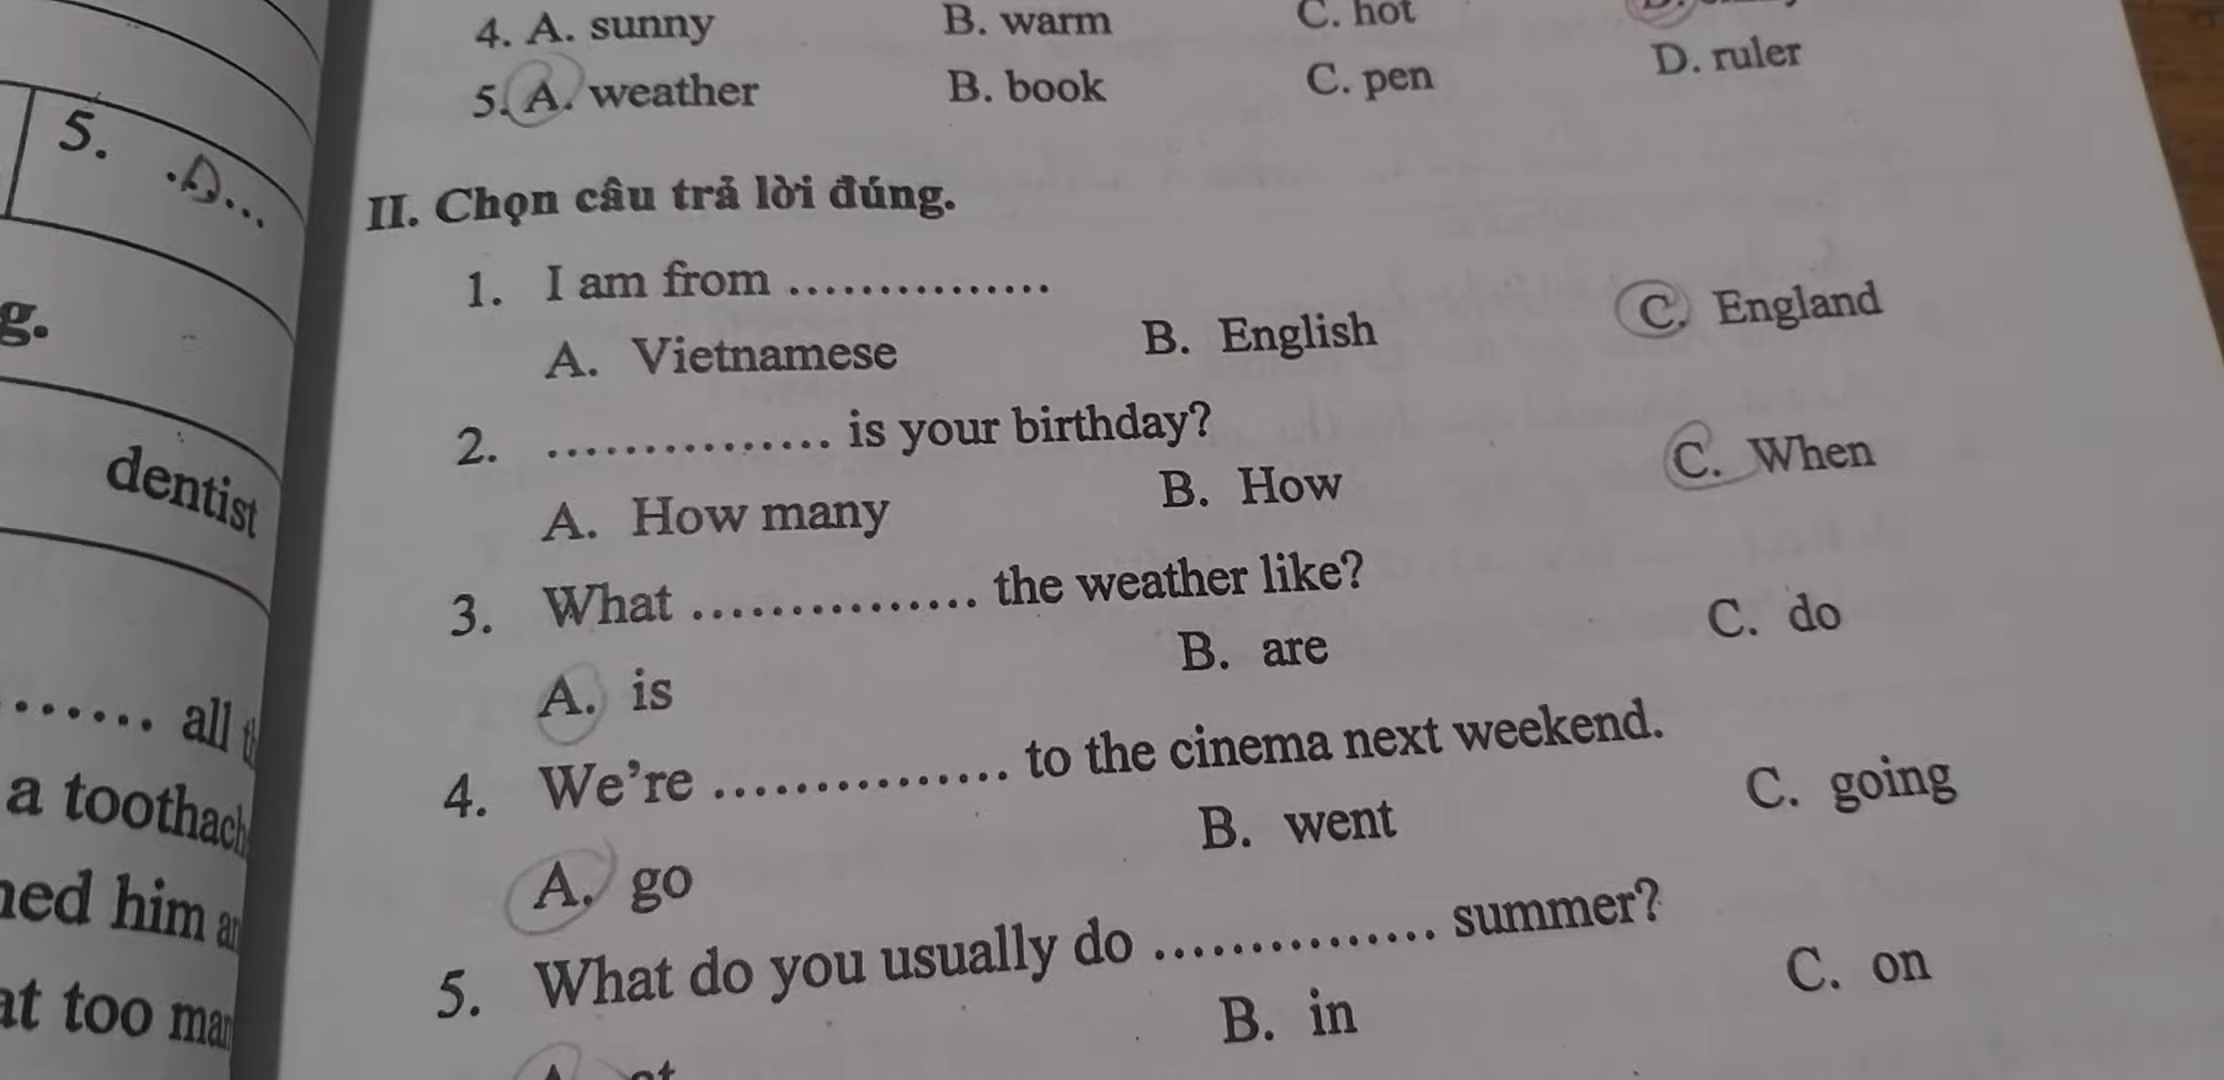 5.
.A...
g.
dentist
...... all
a
him
at too
4. A. sunny B. warm C. hot
5. A. weather B. book C. pen D. ruler
II. Chọn câu trả lời đúng.
1. I am from ...............
A. Vietnamese B. English C. England
2. ................ is your birthday?
A. How many B. How C. When
3. What ................ the weather like?
A. is B. are C. do
4. We're ................ to the cinema next weekend.
A. go B. went C. going
5. What do you usually do ................ summer?
A. at B. in C. on